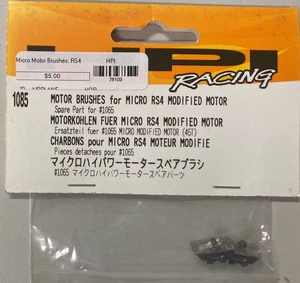 Micro Motor Brushes: RS4 HPI
$5.00 78103
HPI
RACING
1085 MOTOR BRUSHES for MICRO RS4 MODIFIED MOTOR
Spare Part for #1065
MOTORKOHLEN FUER MICRO RS4 MODIFIED MOTOR
Ersatzteil fuer #1065 MICRO MODIFIED MOTOR (45T)
CHARBONS pour MICRO RS4 MOTEUR MODIFIE
Pieces detachees pour #1065
マイクロハイパワーモータースペアブラシ
#1065 マイクロハイパワーモータースペアパーツ